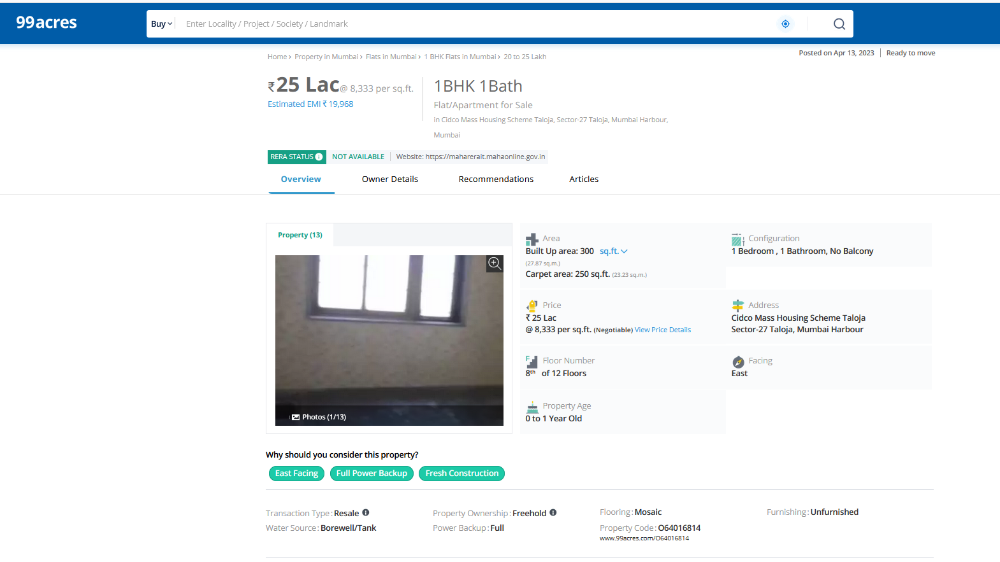 99acres
Buy
Enter Locality / Project / Society / Landmark
Home › Property in Mumbai › Flats in Mumbai › 1 BHK Flats in Mumbai › 20 to 25 Lakh
Posted on Apr 13, 2023 | Ready to move
₹ 25 Lac @ 8,333 per sq.ft.
Estimated EMI ₹ 19,968
1BHK 1Bath
Flat/Apartment for Sale
in Cidco Mass Housing Scheme Taloja, Sector-27 Taloja, Mumbai Harbour,
Mumbai
RERA STATUS NOT AVAILABLE | Website: https://maharerait.mahaonline.gov.in
Overview
Owner Details
Recommendations
Articles
Property (13)
Photos (1/13)
Area
Built Up area: 300 sq.ft.
(27.87 sq.m.)
Carpet area: 250 sq.ft. (23.23 sq.m.)
Configuration
1 Bedroom , 1 Bathroom, No Balcony
Price
₹ 25 Lac
@ 8,333 per sq.ft. (Negotiable) View Price Details
Address
Cidco Mass Housing Scheme Taloja
Sector-27 Taloja, Mumbai Harbour
Floor Number
8th of 12 Floors
Facing
East
Property Age
0 to 1 Year Old
Why should you consider this property?
East Facing
Full Power Backup
Fresh Construction
Transaction Type : Resale
Property Ownership : Freehold
Flooring : Mosaic
Furnishing : Unfurnished
Water Source : Borewell/Tank
Power Backup : Full
Property Code : O64016814
www.99acres.com/O64016814